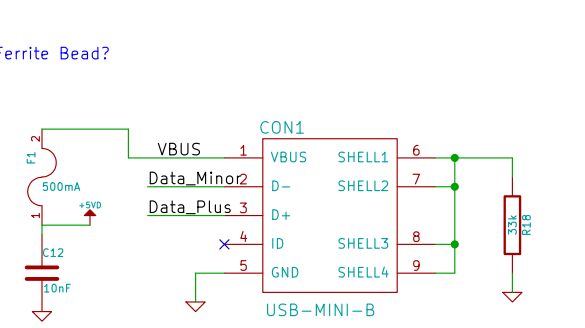 Ferrite Bead?
CON1
VBUS 1 VBUS SHELL1 6
Data_Minor 2 D- SHELL2 7
Data_Plus 3 D+
4 ID SHELL3 8
5 GND SHELL4 9
USB-MINI-B
2
F1
500mA
1
+5VD
C12
10nF
33k
R18